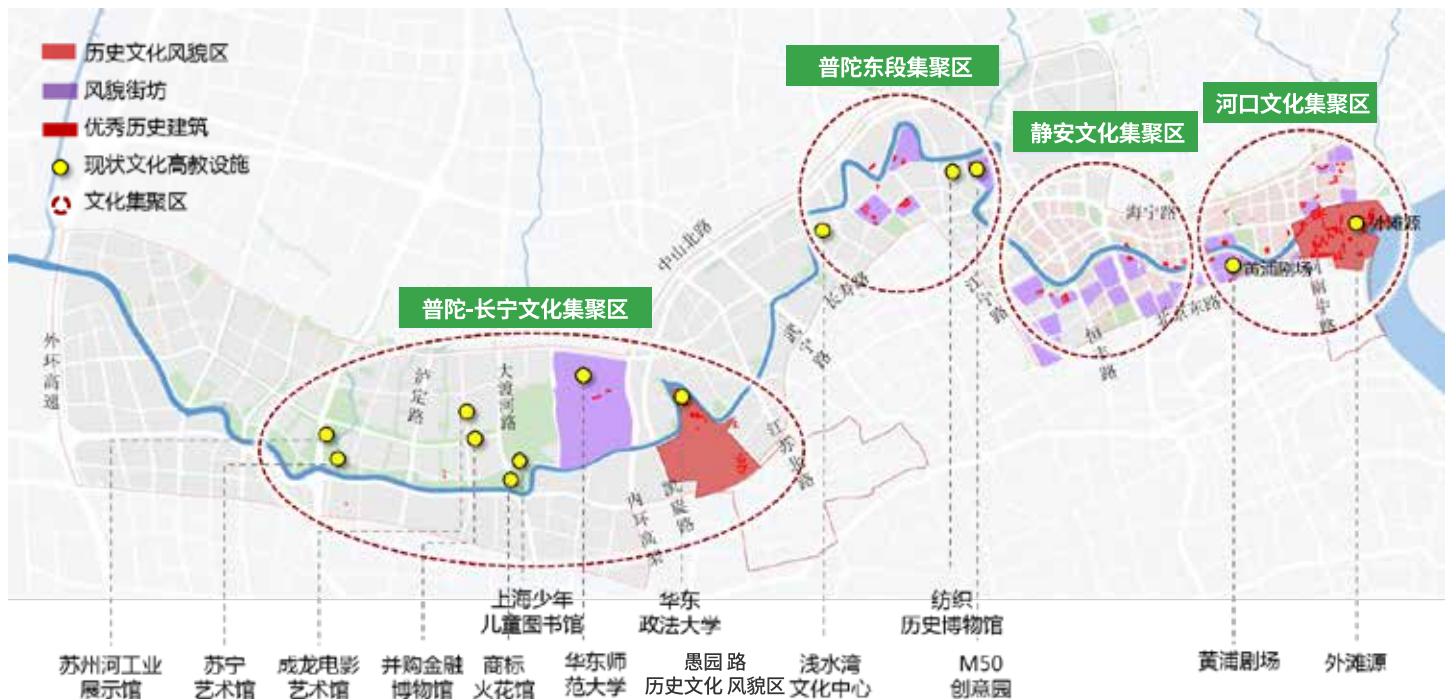 历史文化风貌区
风貌街坊
优秀历史建筑
现状文化高教设施
文化集聚区
普陀东段集聚区
河口文化集聚区
静安文化集聚区
普陀-长宁文化集聚区
海宁路
外滩源
黄浦剧场
中山北路
长寿路
江宁路
北京东路
恒丰路
外环高速
泸定路
大渡河路
江苏北路
凯旋路
内环高架
上海少年
儿童图书馆
华东
政法大学
纺织
历史博物馆
苏州河工业
展示馆
苏宁
艺术馆
成龙电影
艺术馆
并购金融
博物馆
商标
火花馆
华东师
范大学
愚园 路
历史文化 风貌区
浅水湾
文化中心
M50
创意园
黄浦剧场
外滩源